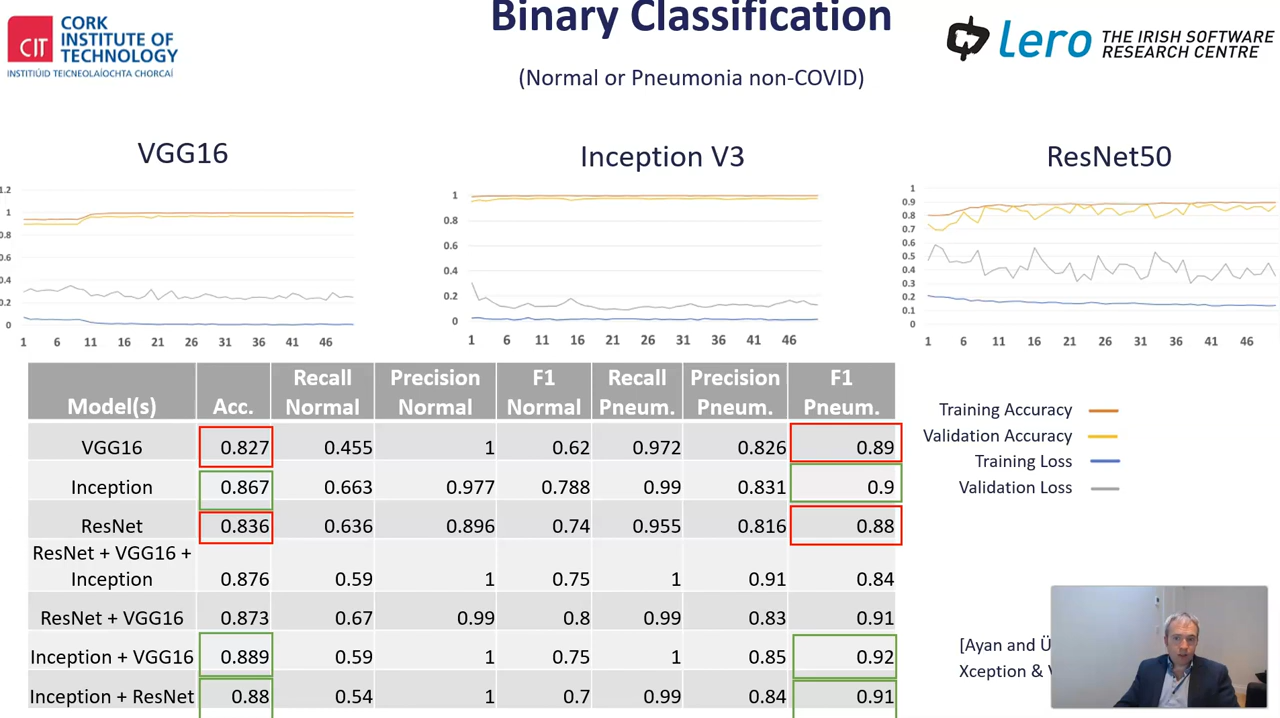 CIT
CORK
INSTITUTE OF
TECHNOLOGY
INSTITIÚID TEICNEOLAÍOCHTA CHORCAÍ
Binary Classification
(Normal or Pneumonia non-COVID)
Lero THE IRISH SOFTWARE
RESEARCH CENTRE
VGG16
1.2
1
0.8
0.6
0.4
0.2
0
1 6 11 16 21 26 31 36 41 46
Inception V3
1
0.8
0.6
0.4
0.2
0
1 6 11 16 21 26 31 36 41 46
ResNet50
1
0.9
0.8
0.7
0.6
0.5
0.4
0.3
0.2
0.1
0
1 6 11 16 21 26 31 36 41 46
Model(s) Acc. Recall Normal Precision Normal F1 Normal Recall Pneum. Precision Pneum. F1 Pneum.
VGG16 0.827 0.455 1 0.62 0.972 0.826 0.89
Inception 0.867 0.663 0.977 0.788 0.99 0.831 0.9
ResNet 0.836 0.636 0.896 0.74 0.955 0.816 0.88
ResNet + VGG16 +
Inception 0.876 0.59 1 0.75 1 0.91 0.84
ResNet + VGG16 0.873 0.67 0.99 0.8 0.99 0.83 0.91
Inception + VGG16 0.889 0.59 1 0.75 1 0.85 0.92
Inception + ResNet 0.88 0.54 1 0.7 0.99 0.84 0.91
Training Accuracy
Validation Accuracy
Training Loss
Validation Loss
[Ayan and
Xception &